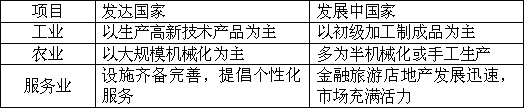 项目 发达国家 发展中国家
工业 以生产高新技术产品为主 以初级加工制成品为主
农业 以大规模机械化为主 多为半机械化或手工生产
服务业 设施齐备完善，提倡个性化服务 金融旅游店地产发展迅速，市场充满活力